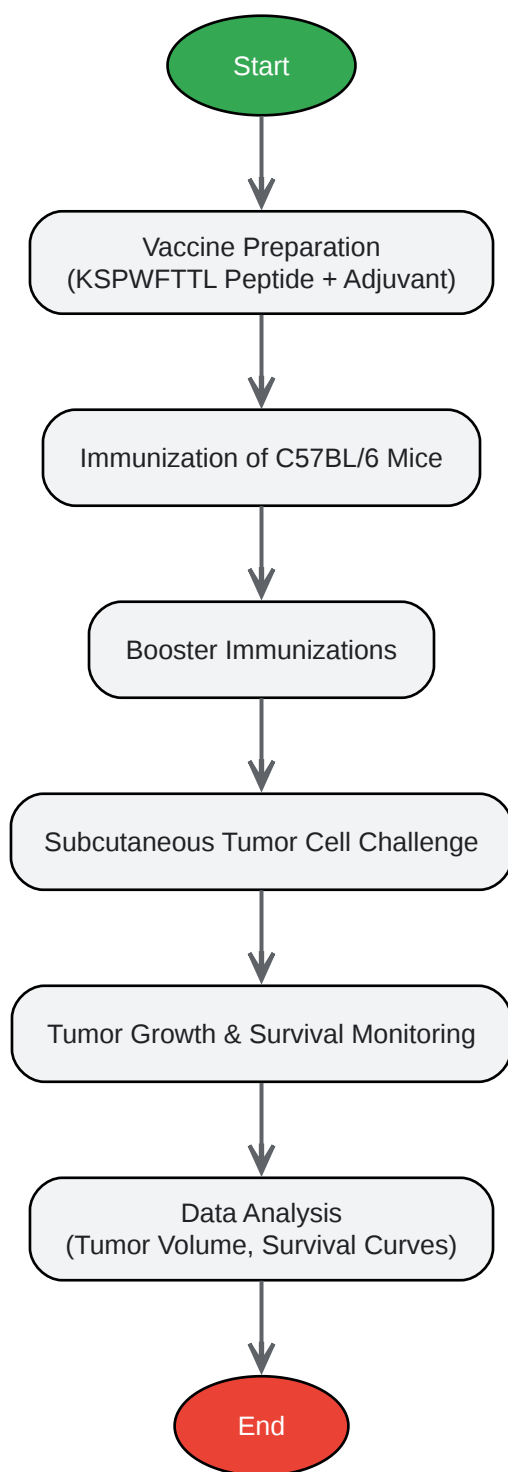 Start
Vaccine Preparation
(KSPWFTTL Peptide + Adjuvant)
Immunization of C57BL/6 Mice
Booster Immunizations
Subcutaneous Tumor Cell Challenge
Tumor Growth & Survival Monitoring
Data Analysis
(Tumor Volume, Survival Curves)
End